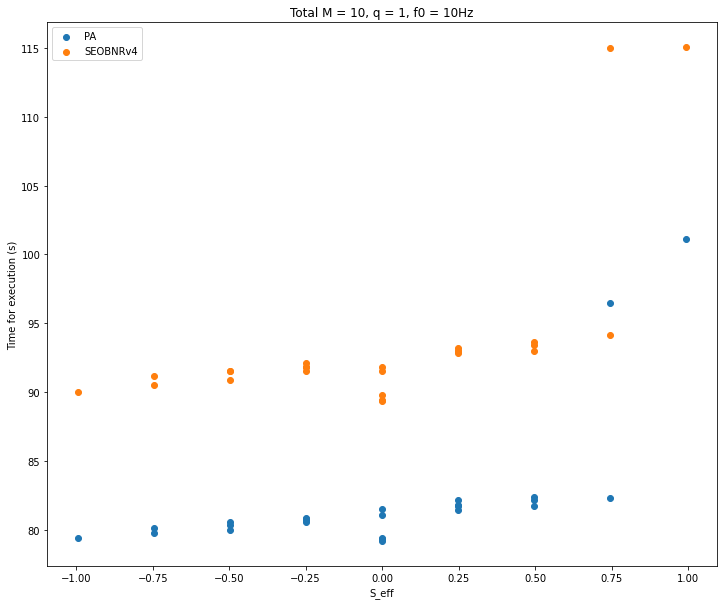 Total M = 10, q = 1, f0 = 10Hz
PA
SEOBNRv4
115
110
105
100
95
90
85
80
Time for execution (s)
−1.00 −0.75 −0.50 −0.25 0.00 0.25 0.50 0.75 1.00
S_eff